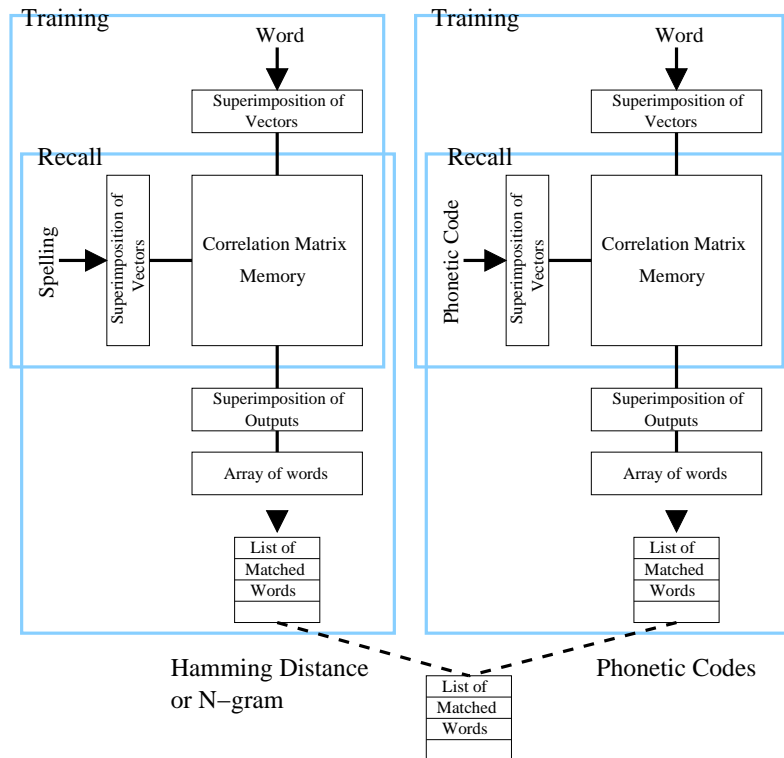 Training
Word
Superimposition of
Vectors
Recall
Spelling
Superimposition of
Vectors
Correlation Matrix
Memory
Superimposition of
Outputs
Array of words
List of
Matched
Words
Hamming Distance
or N−gram
Training
Word
Superimposition of
Vectors
Recall
Phonetic Code
Superimposition of
Vectors
Correlation Matrix
Memory
Superimposition of
Outputs
Array of words
List of
Matched
Words
Phonetic Codes
List of
Matched
Words